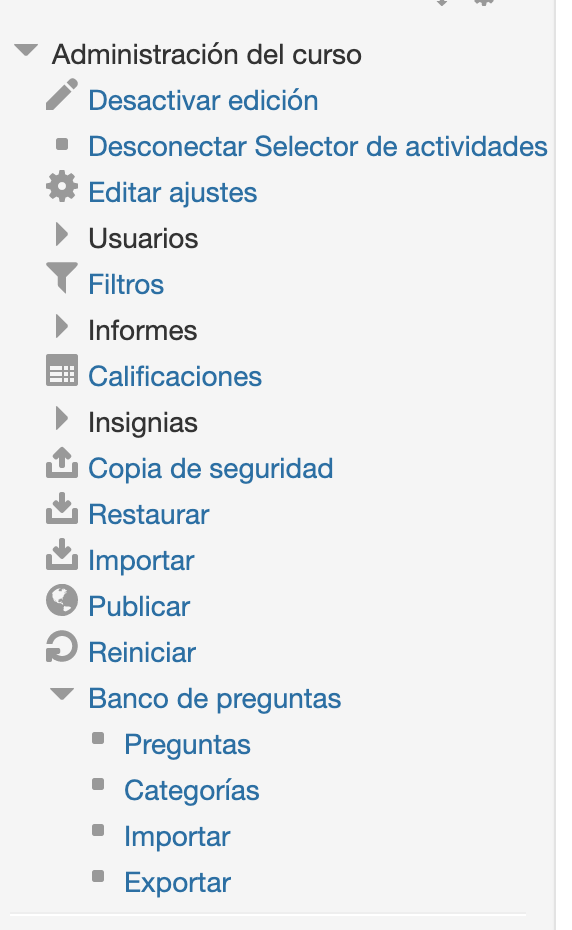 Administración del curso
Desactivar edición
Desconectar Selector de actividades
Editar ajustes
Usuarios
Filtros
Informes
Calificaciones
Insignias
Copia de seguridad
Restaurar
Importar
Publicar
Reiniciar
Banco de preguntas
Preguntas
Categorías
Importar
Exportar